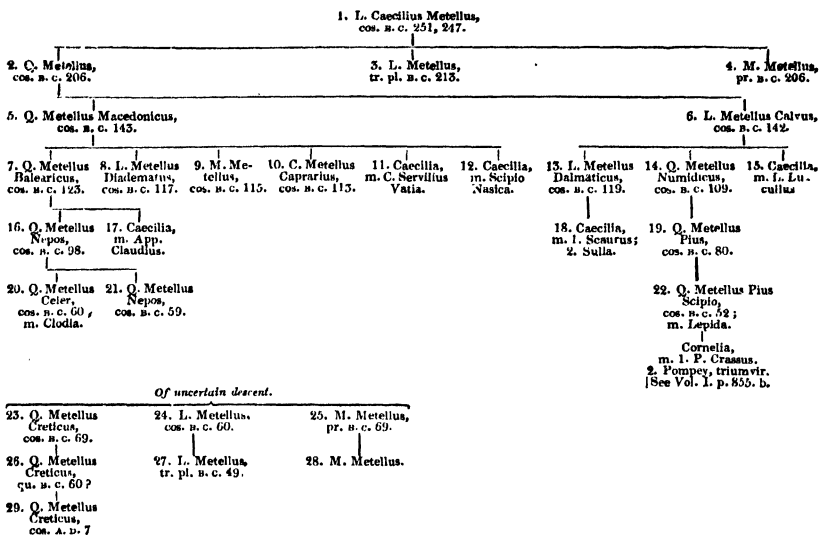 1. L. Caecilius Metellus,
cos. B. C. 251, 247.
2. Q. Metellus,
cos. B. C. 206.
3. L. Metellus,
tr. pl. B. C. 213.
4. M. Metellus,
pr. B. C. 206.
5. Q. Metellus Macedonicus,
cos. B. C. 143.
6. L. Metellus Calvus,
cos. B. C. 142.
7. Q. Metellus
Balearicus,
cos. B. C. 123.
8. L. Metellus
Diadematus,
cos. B. C. 117.
9. M. Me-
tellus,
cos. B. C. 115.
10. C. Metellus
Caprarius,
cos. B. C. 113.
11. Caecilia,
m. C. Servilius
Vatia.
12. Caecilia,
m. Scipio
Nasica.
13. L. Metellus
Dalmaticus,
cos. B. C. 119.
14. Q. Metellus
Numidicus,
cos. B. C. 109.
15. Caecilia,
m. L. Lu-
cullus
16. Q. Metellus
Nepos,
cos. B. C. 98.
17. Caecilia,
m. App.
Claudius.
18. Caecilia,
m. 1. Scaurus;
2. Sulla.
19. Q. Metellus
Pius,
cos. B. C. 80.
20. Q. Metellus
Celer,
cos. B. C. 60,
m. Clodia.
21. Q. Metellus
Nepos,
cos. B. C. 59.
22. Q. Metellus Pius
Scipio,
cos. B. C. 52;
m. Lepida.
Cornelia,
m. 1. P. Crassus.
2. Pompey, triumvir.
[See Vol. I. p. 855. b.
Of uncertain descent.
23. Q. Metellus
Creticus,
cos. B. C. 69.
24. L. Metellus,
cos. B. C. 60.
25. M. Metellus,
pr. B. C. 69.
26. Q. Metellus
Creticus,
qu. B. C. 60?
27. L. Metellus,
tr. pl. B. C. 49.
28. M. Metellus.
29. Q. Metellus
Creticus,
cos. A. D. 7